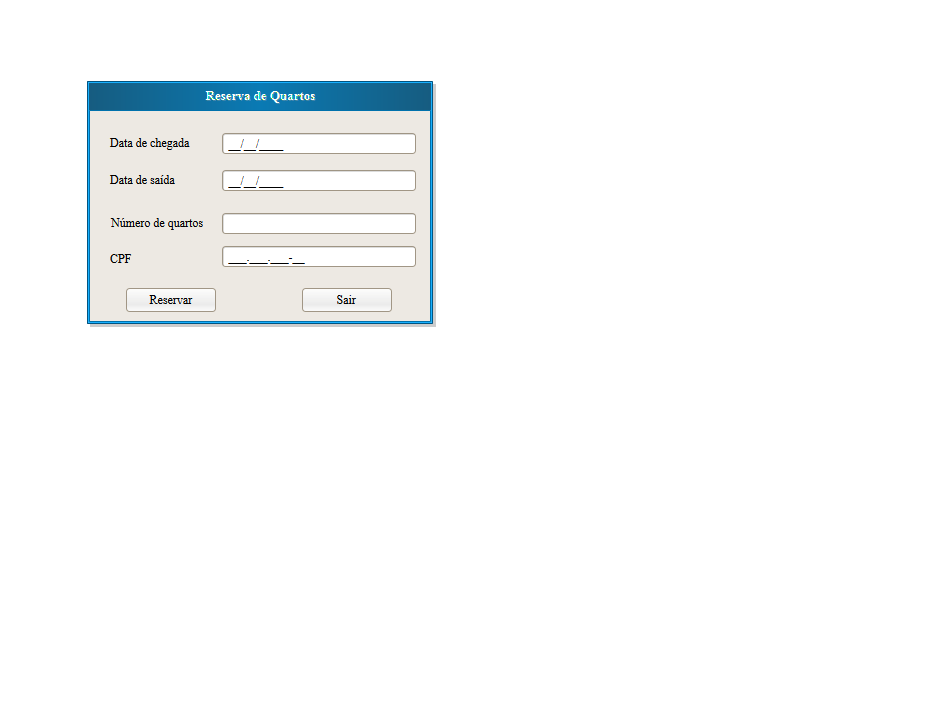 Reserva de Quartos
Data de chegada __/__/____
Data de saída __/__/____
Número de quartos
CPF ___.___.___-__
Reservar Sair